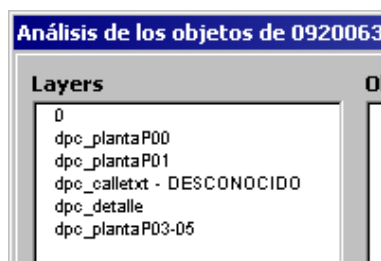 Análisis de los objetos de 0920063
Layers
O
0
dpc_plantaP00
dpc_plantaP01
dpc_calletxt - DESCONOCIDO
dpc_detalle
dpc_plantaP03-05